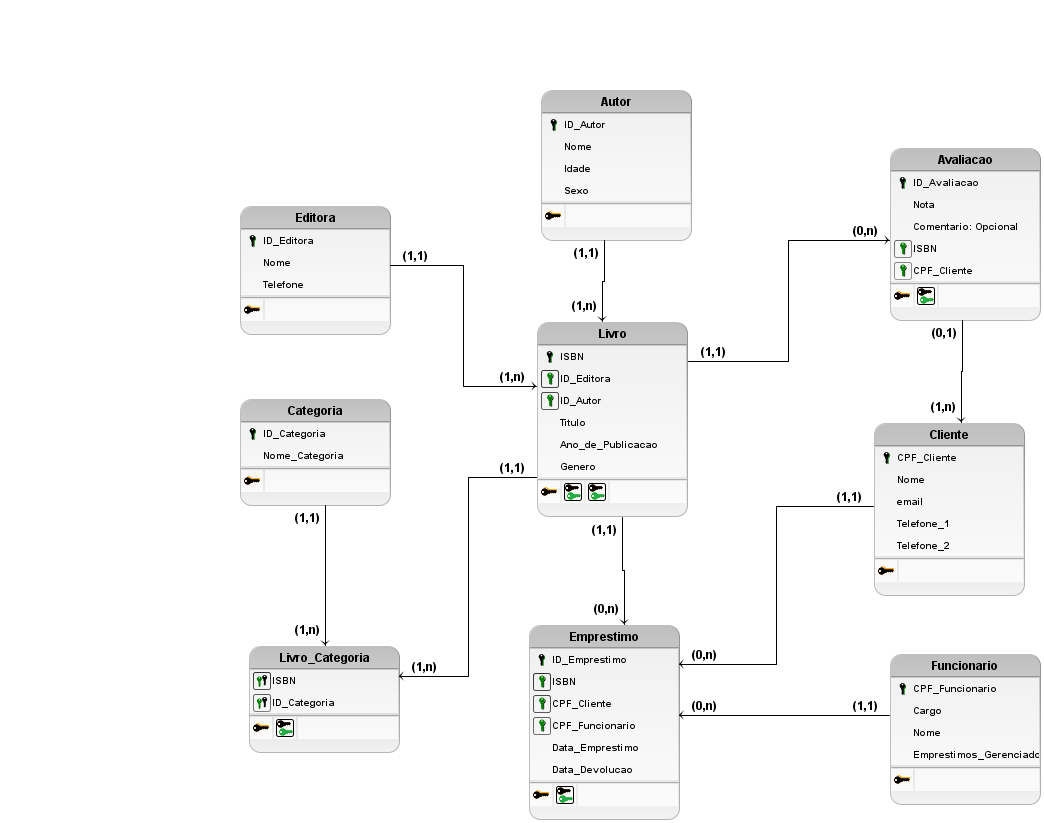 Autor
ID_Autor
Nome
Idade
Sexo
(1,1)
(1,n)
Avaliacao
ID_Avaliacao
Nota
Comentario: Opcional
ISBN
CPF_Cliente
(0,n)
(0,1)
(1,n)
Editora
ID_Editora
Nome
Telefone
(1,1)
(1,n)
Livro
ISBN
ID_Editora
ID_Autor
Titulo
Ano_de_Publicacao
Genero
(1,1)
(1,1)
(1,1)
(0,n)
Categoria
ID_Categoria
Nome_Categoria
(1,1)
(1,n)
Cliente
CPF_Cliente
Nome
email
Telefone_1
Telefone_2
(1,1)
(0,n)
Livro_Categoria
ISBN
ID_Categoria
(1,n)
Emprestimo
ID_Emprestimo
ISBN
CPF_Cliente
CPF_Funcionario
Data_Emprestimo
Data_Devolucao
(0,n)
(1,1)
Funcionario
CPF_Funcionario
Cargo
Nome
Emprestimos_Gerenciado